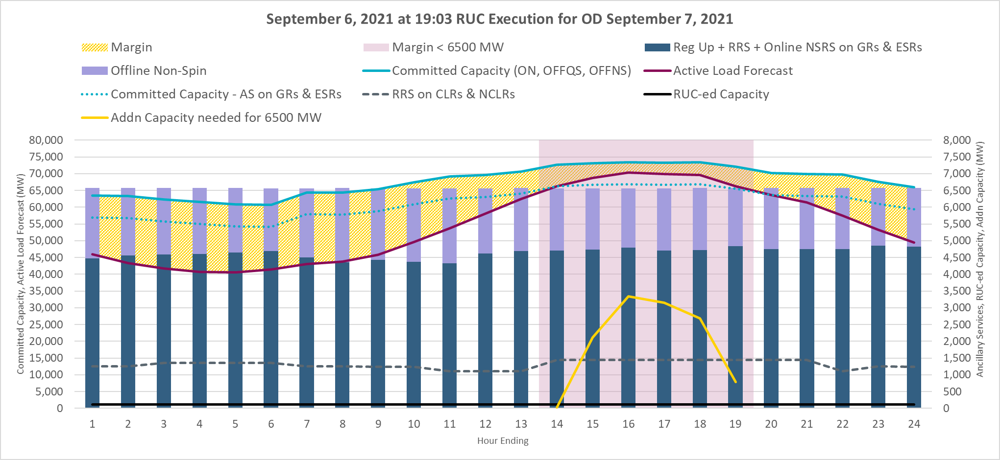 September 6, 2021 at 19:03 RUC Execution for OD September 7, 2021
Margin
Margin < 6500 MW
Reg Up + RRS + Online NSRS on GRs & ESRs
Offline Non-Spin
Committed Capacity (ON, OFFQS, OFFNS)
Active Load Forecast
Committed Capacity - AS on GRs & ESRs
RRS on CLRs & NCLRs
RUC-ed Capacity
Addn Capacity needed for 6500 MW
Committed Capacity, Active Load Forecast (MW)
80,000
75,000
70,000
65,000
60,000
55,000
50,000
45,000
40,000
35,000
30,000
25,000
20,000
15,000
10,000
5,000
0
8,000
7,500
7,000
6,500
6,000
5,500
5,000
4,500
4,000
3,500
3,000
2,500
2,000
1,500
1,000
500
0
Ancillary Services, RUC-ed Capacity, Addn Capacity (MW)
1 2 3 4 5 6 7 8 9 10 11 12 13 14 15 16 17 18 19 20 21 22 23 24
Hour Ending